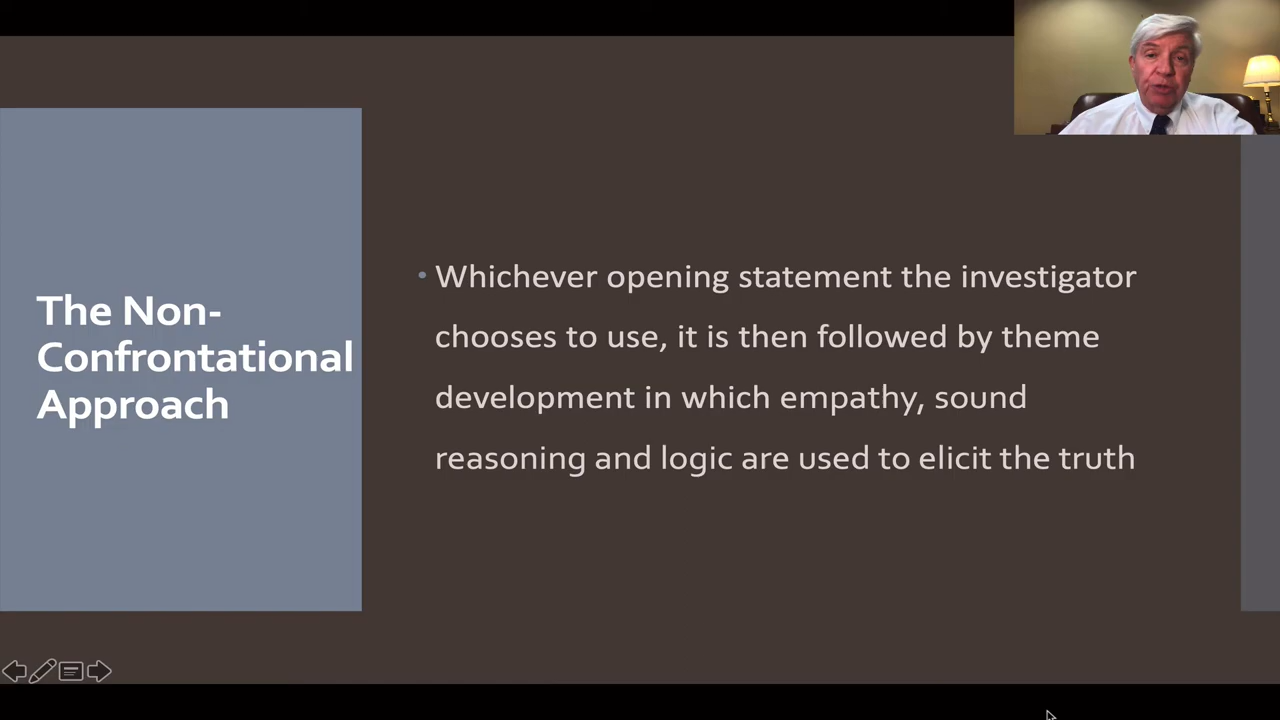 The Non-
Confrontational
Approach
• Whichever opening statement the investigator
chooses to use, it is then followed by theme
development in which empathy, sound
reasoning and logic are used to elicit the truth